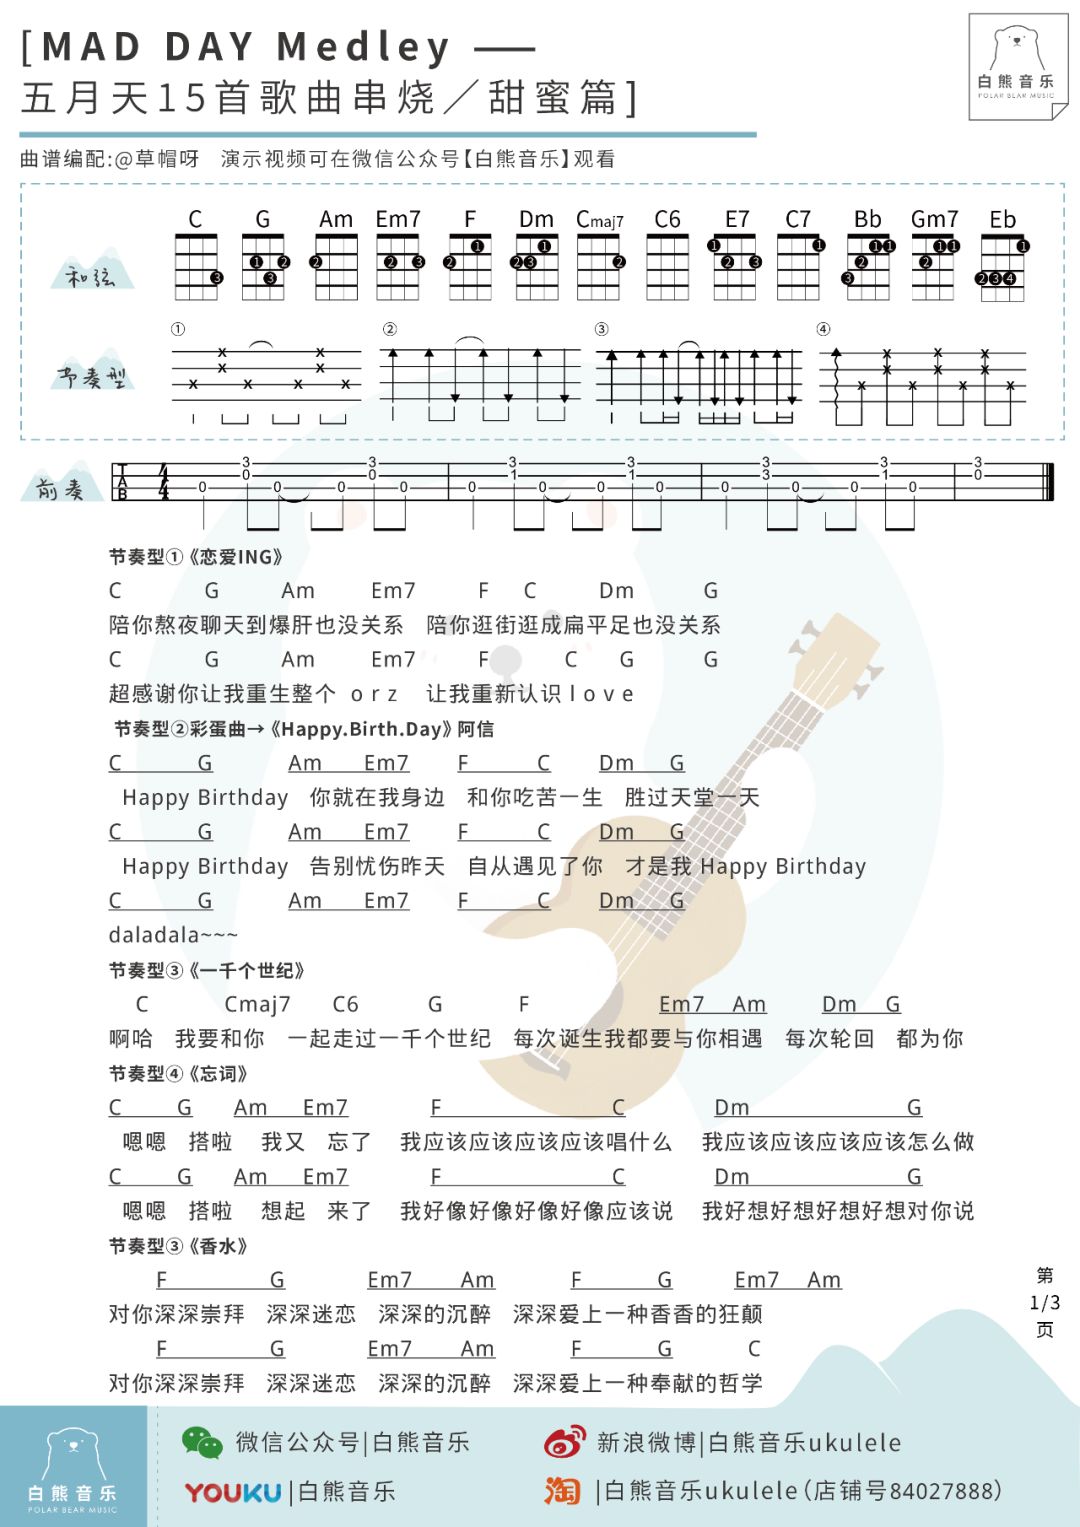 [MAD DAY Medley ——
五月天15首歌曲串烧／甜蜜篇]
白熊音乐
POLAR BEAR MUSIC
曲谱编配:@草帽呀 演示视频可在微信公众号【白熊音乐】观看
C G Am Em7 F Dm Cmaj7 C6 E7 C7 Bb Gm7 Eb
和弦
① ② ③ ④
节奏型
前奏
节奏型①《恋爱ING》
C G Am Em7 F C Dm G
陪你熬夜聊天到爆肝也没关系 陪你逛街逛成扁平足也没关系
C G Am Em7 F C G G
超感谢你让我重生整个 orz 让我重新认识love
节奏型②彩蛋曲→《Happy.Birth.Day》阿信
C G Am Em7 F C Dm G
Happy Birthday 你就在我身边 和你吃苦一生 胜过天堂一天
C G Am Em7 F C Dm G
Happy Birthday 告别忧伤昨天 自从遇见了你 才是我 Happy Birthday
C G Am Em7 F C Dm G
daladala~~~
节奏型③《一千个世纪》
C Cmaj7 C6 G F Em7 Am Dm G
啊哈 我要和你 一起走过一千个世纪 每次诞生我都要与你相遇 每次轮回 都为你
节奏型④《忘词》
C G Am Em7 F C Dm G
嗯嗯 搭啦 我又 忘了 我应该应该应该应该唱什么 我应该应该应该应该怎么做
C G Am Em7 F C Dm G
嗯嗯 搭啦 想起 来了 我好像好像好像好像应该说 我好想好想好想好想对你说
节奏型③《香水》
F G Em7 Am F G Em7 Am
对你深深崇拜 深深迷恋 深深的沉醉 深深爱上一种香香的狂颠
F G Em7 Am F G C
对你深深崇拜 深深迷恋 深深的沉醉 深深爱上一种奉献的哲学
第
1/3
页
白熊音乐
POLAR BEAR MUSIC
微信公众号|白熊音乐
新浪微博|白熊音乐ukulele
YOUKU|白熊音乐
淘 |白熊音乐ukulele（店铺号84027888）